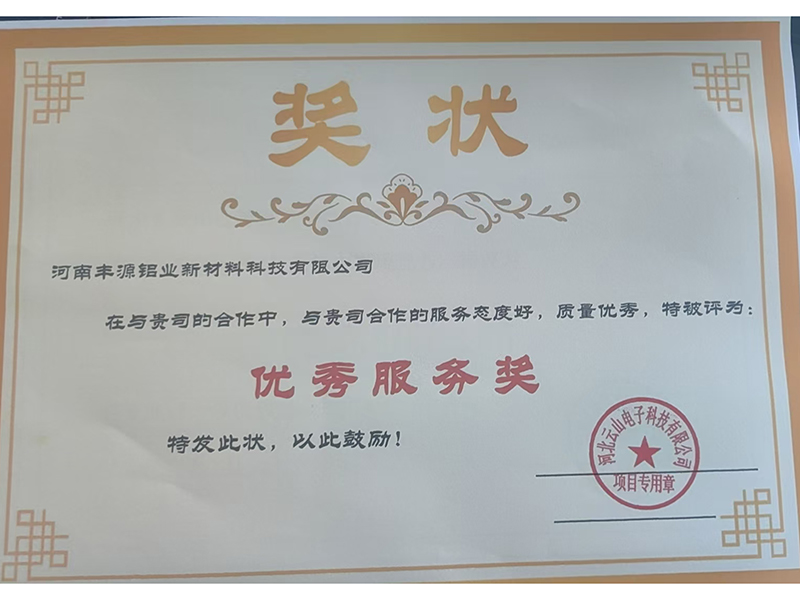 奖状
河南丰源铝业新材料科技有限公司
在与贵司的合作中，与贵司合作的服务态度好，质量优秀，特被评为：
优秀服务奖
特发此状，以此鼓励！
河北云山电子科技有限公司
项目专用章